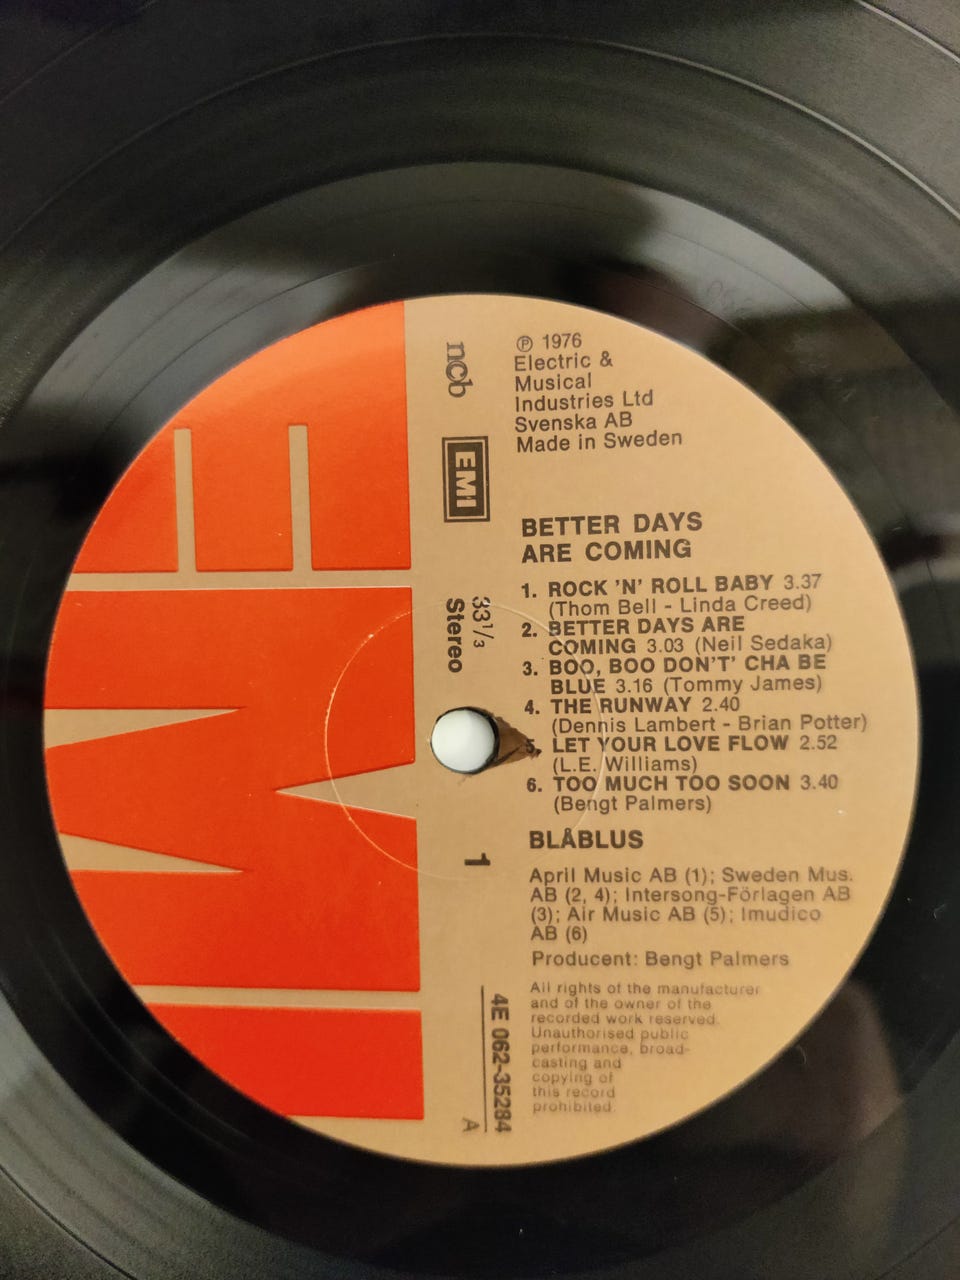 EMI
ncb
EMI
33 1/3
Stereo
1
4E 062-35284
A
℗ 1976
Electric &
Musical
Industries Ltd
Svenska AB
Made in Sweden
BETTER DAYS
ARE COMING
1. ROCK 'N' ROLL BABY 3.37
(Thom Bell - Linda Creed)
2. BETTER DAYS ARE
COMING 3.03 (Neil Sedaka)
3. BOO, BOO DON'T' CHA BE
BLUE 3.16 (Tommy James)
4. THE RUNWAY 2.40
(Dennis Lambert - Brian Potter)
5. LET YOUR LOVE FLOW 2.52
(L.E. Williams)
6. TOO MUCH TOO SOON 3.40
(Bengt Palmers)
BLÅBLUS
April Music AB (1); Sweden Mus.
AB (2, 4); Intersong-Förlagen AB
(3); Air Music AB (5); Imudico
AB (6)
Producent: Bengt Palmers
All rights of the manufacturer
and of the owner of the
recorded work reserved.
Unauthorised public
performance, broad-
casting and
copying of
this record
prohibited.